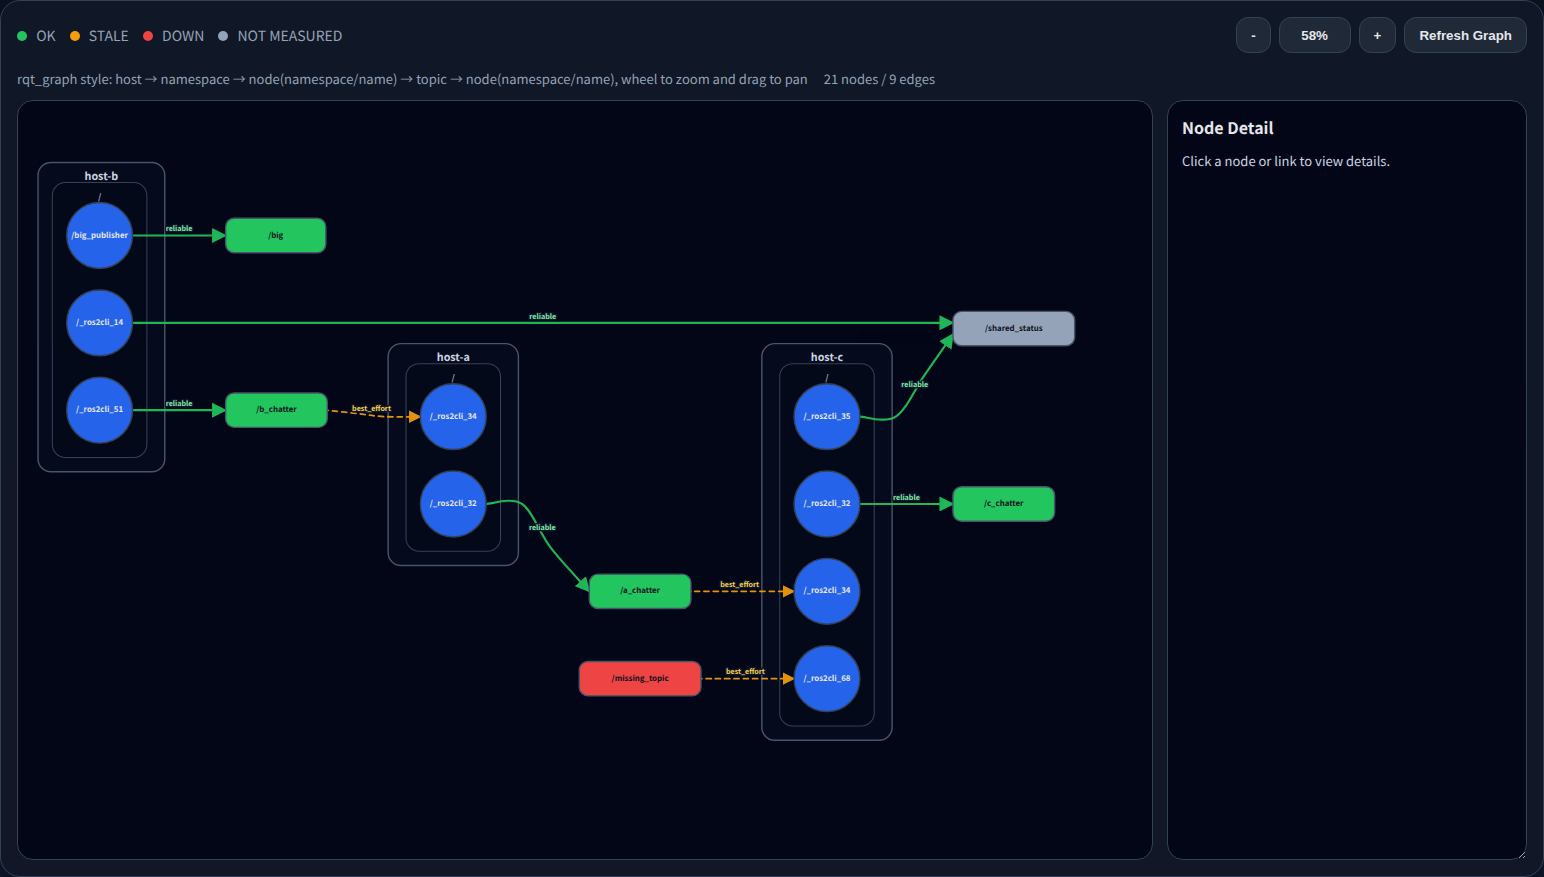 OK STALE DOWN NOT MEASURED
- 58% + Refresh Graph
rqt_graph style: host → namespace → node(namespace/name) → topic → node(namespace/name), wheel to zoom and drag to pan 21 nodes / 9 edges
host-b
/
/big_publisher
reliable
/big
/_ros2cli_14
reliable
/shared_status
/_ros2cli_51
reliable
/b_chatter
best_effort
host-a
/
/_ros2cli_34
/_ros2cli_32
reliable
/a_chatter
best_effort
/missing_topic
best_effort
host-c
/
/_ros2cli_35
reliable
/_ros2cli_32
reliable
/c_chatter
/_ros2cli_34
/_ros2cli_68
Node Detail
Click a node or link to view details.